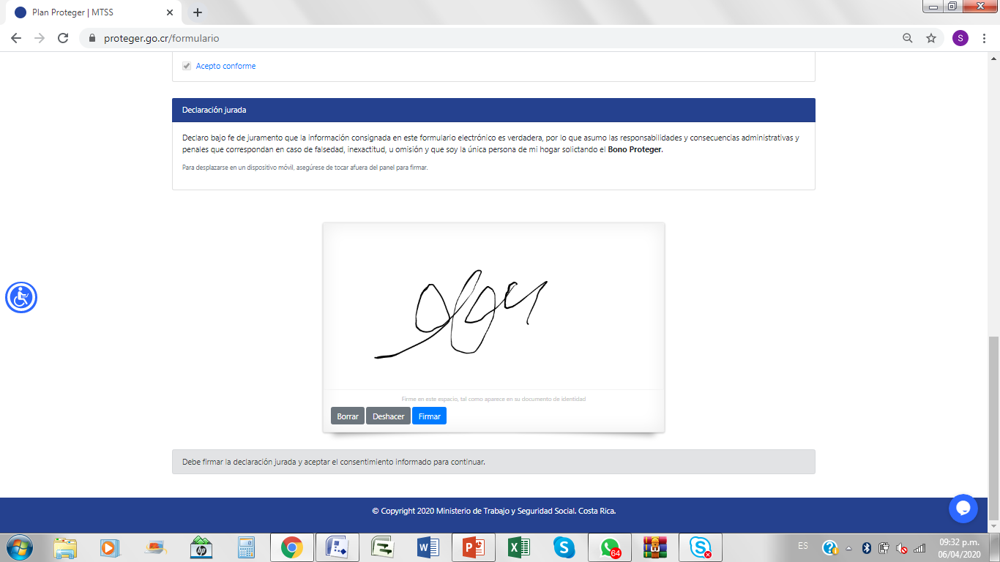 Plan Proteger | MTSS
proteger.go.cr/formulario
S
Acepto conforme
Declaración jurada
Declaro bajo fe de juramento que la información consignada en este formulario electrónico es verdadera, por lo que asumo las responsabilidades y consecuencias administrativas y
penales que correspondan en caso de falsedad, inexactitud, u omisión y que soy la única persona de mi hogar solictando el Bono Proteger.
Para desplazarse en un dispositivo móvil, asegúrese de tocar afuera del panel para firmar.
Firme en este espacio, tal como aparece en su documento de identidad
Borrar Deshacer Firmar
Debe firmar la declaración jurada y aceptar el consentimiento informado para continuar.
© Copyright 2020 Ministerio de Trabajo y Seguridad Social. Costa Rica.
64
ES
09:32 p.m.
06/04/2020